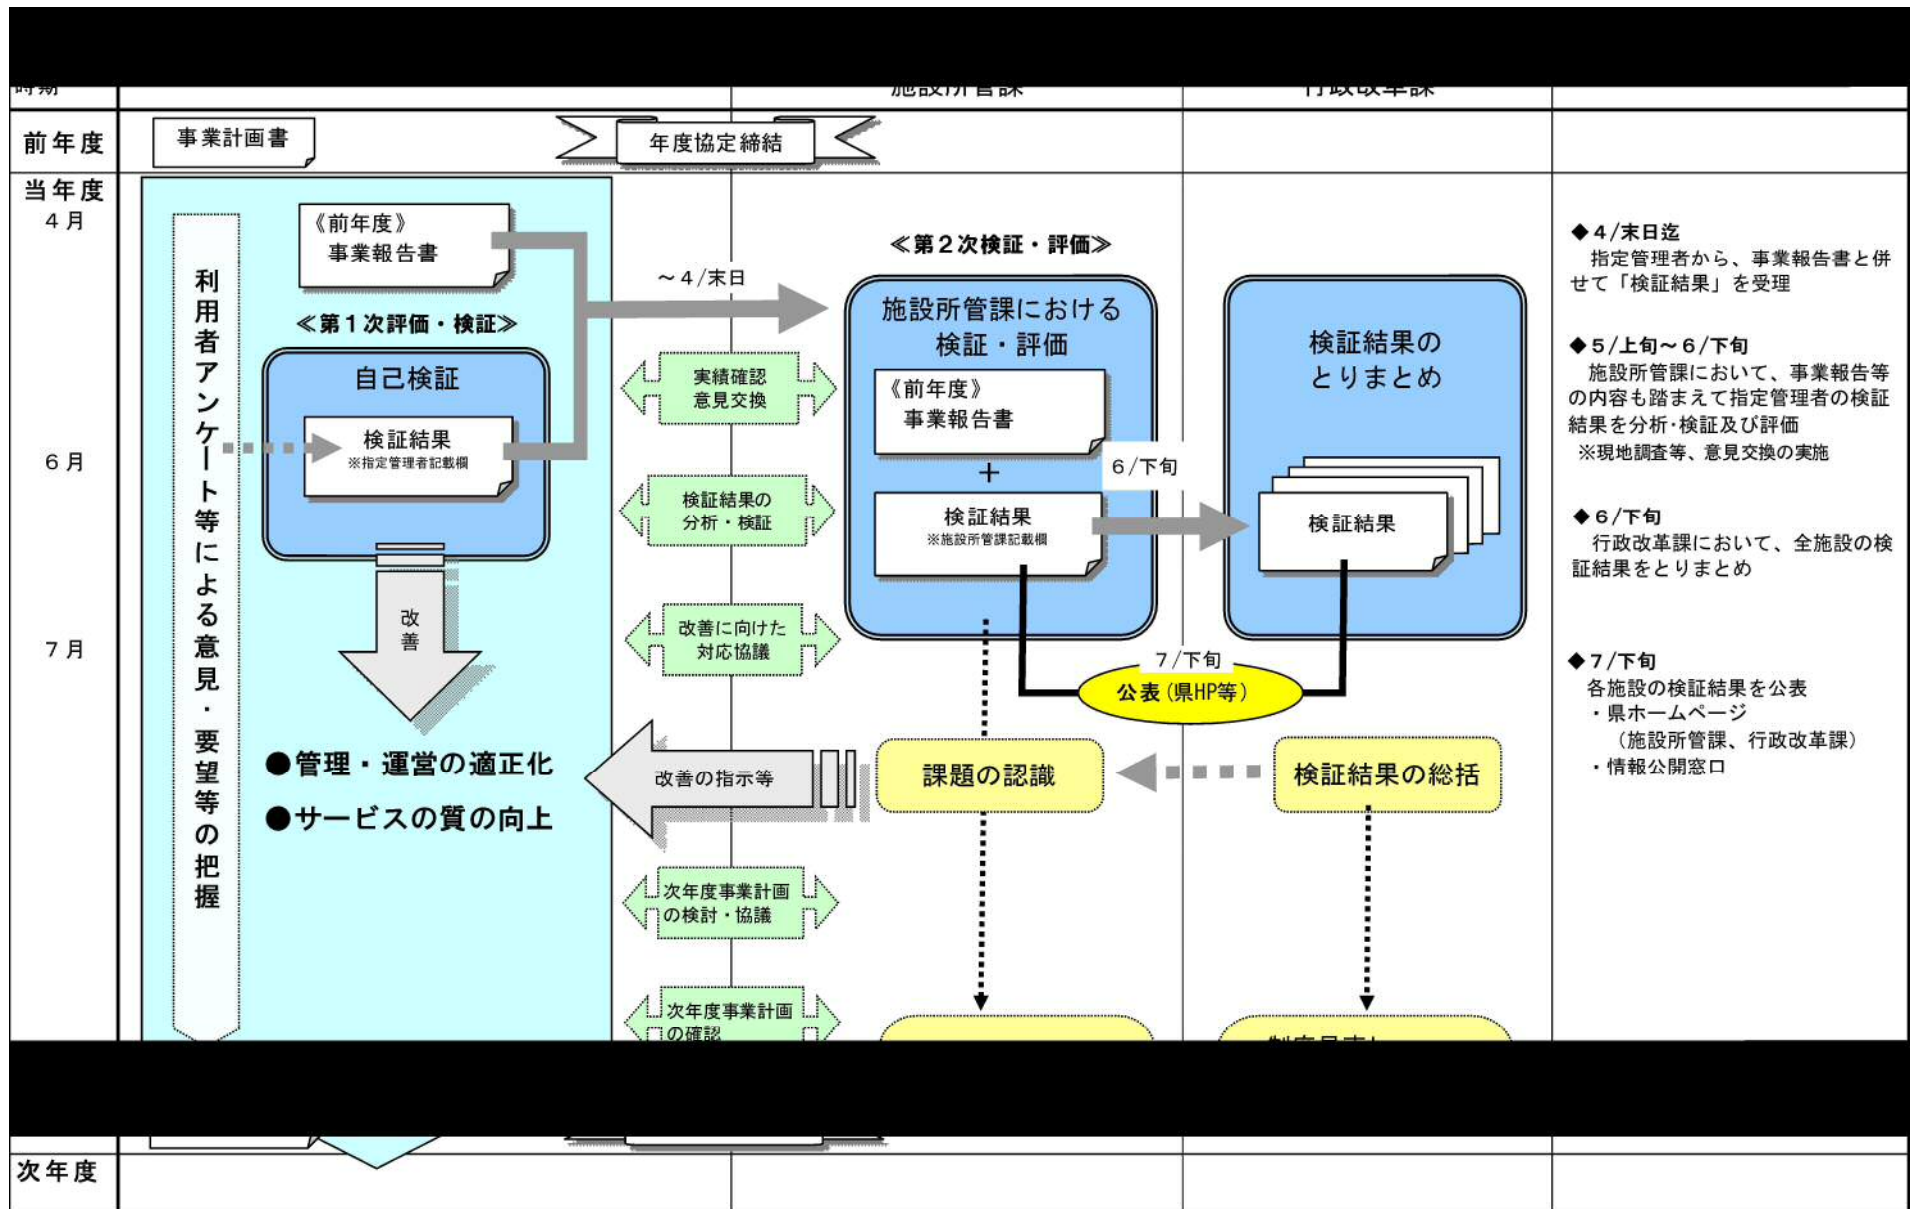 時期
施設所管課
行政改革課
前年度
事業計画書
年度協定締結
当年度
4月
利用者アンケート等による意見・要望等の把握
《前年度》
事業報告書
≪第1次評価・検証≫
自己検証
検証結果
※指定管理者記載欄
改善
●管理・運営の適正化
●サービスの質の向上
6月
7月
～4/末日
実績確認
意見交換
検証結果の
分析・検証
改善に向けた
対応協議
改善の指示等
次年度事業計画
の検討・協議
次年度事業計画
の確認
≪第2次検証・評価≫
施設所管課における
検証・評価
《前年度》
事業報告書
+
検証結果
※施設所管課記載欄
6/下旬
検証結果の
とりまとめ
検証結果
7/下旬
公表(県HP等)
課題の認識
検証結果の総括
◆4/末日迄
指定管理者から、事業報告書と併
せて「検証結果」を受理
◆5/上旬～6/下旬
施設所管課において、事業報告等
の内容も踏まえて指定管理者の検証
結果を分析・検証及び評価
※現地調査等、意見交換の実施
◆6/下旬
行政改革課において、全施設の検
証結果をとりまとめ
◆7/下旬
各施設の検証結果を公表
・県ホームページ
（施設所管課、行政改革課）
・情報公開窓口
次年度